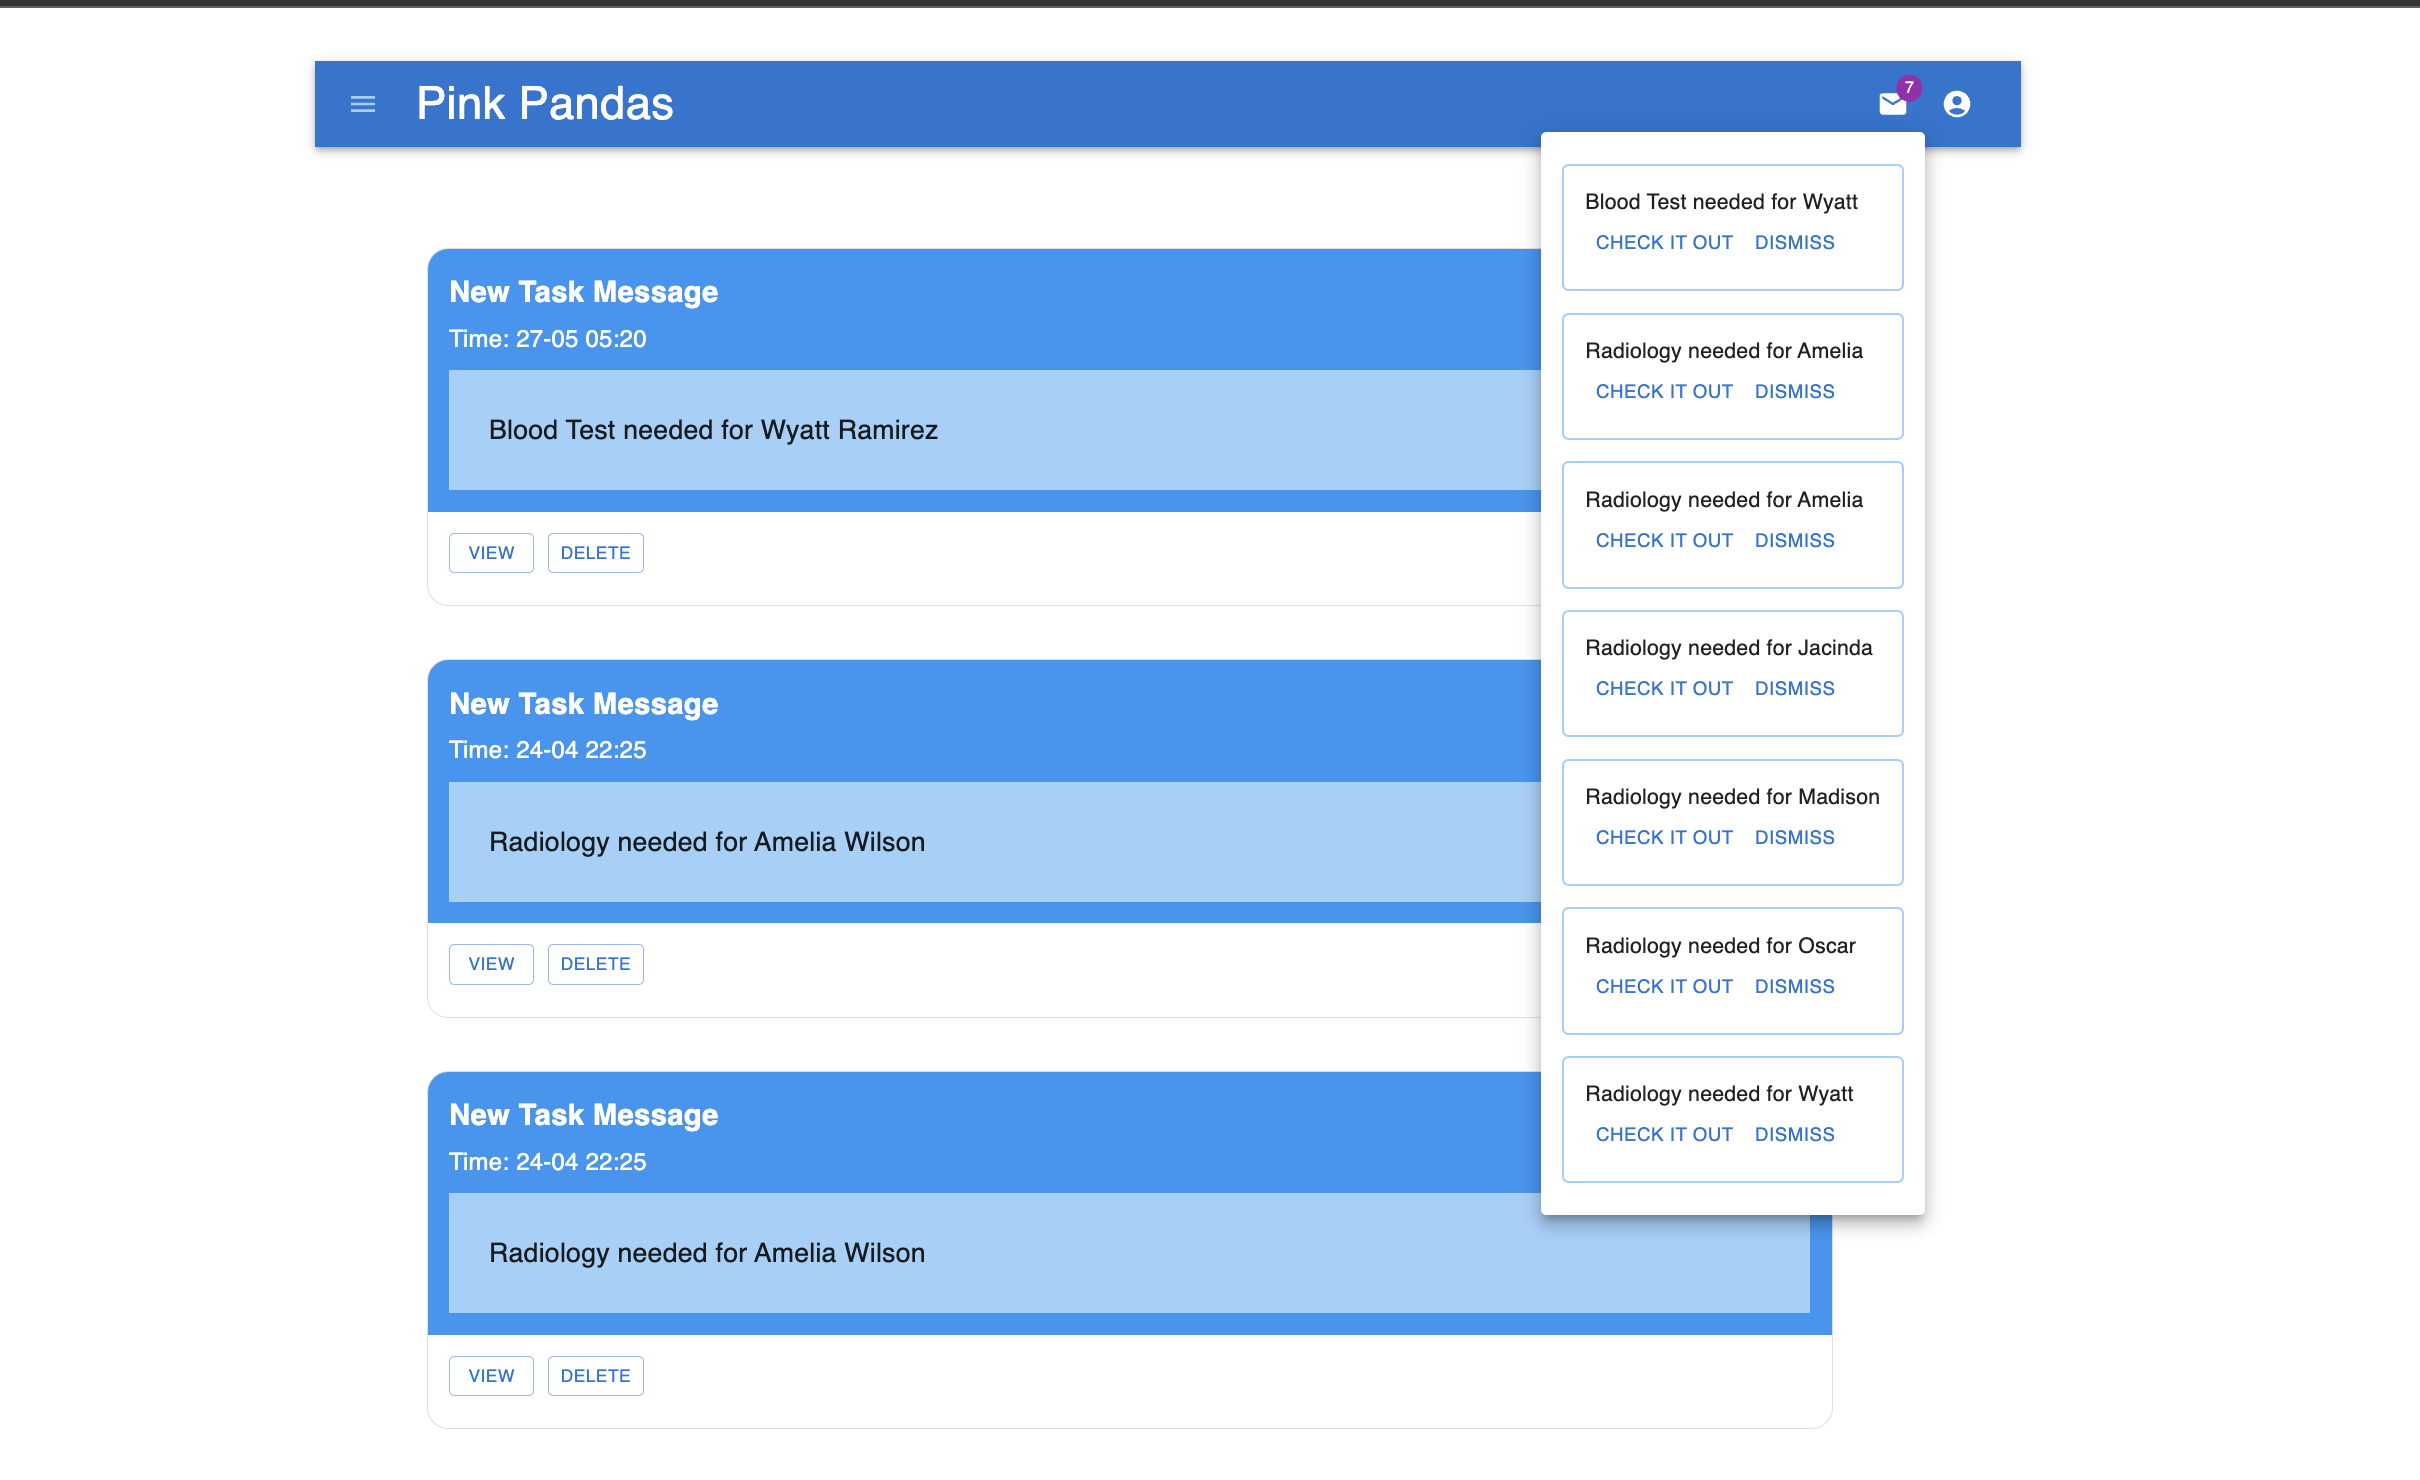 Pink Pandas
7
New Task Message
Time: 27-05 05:20
Blood Test needed for Wyatt Ramirez
VIEW DELETE
New Task Message
Time: 24-04 22:25
Radiology needed for Amelia Wilson
VIEW DELETE
New Task Message
Time: 24-04 22:25
Radiology needed for Amelia Wilson
VIEW DELETE
Blood Test needed for Wyatt
CHECK IT OUT DISMISS
Radiology needed for Amelia
CHECK IT OUT DISMISS
Radiology needed for Amelia
CHECK IT OUT DISMISS
Radiology needed for Jacinda
CHECK IT OUT DISMISS
Radiology needed for Madison
CHECK IT OUT DISMISS
Radiology needed for Oscar
CHECK IT OUT DISMISS
Radiology needed for Wyatt
CHECK IT OUT DISMISS